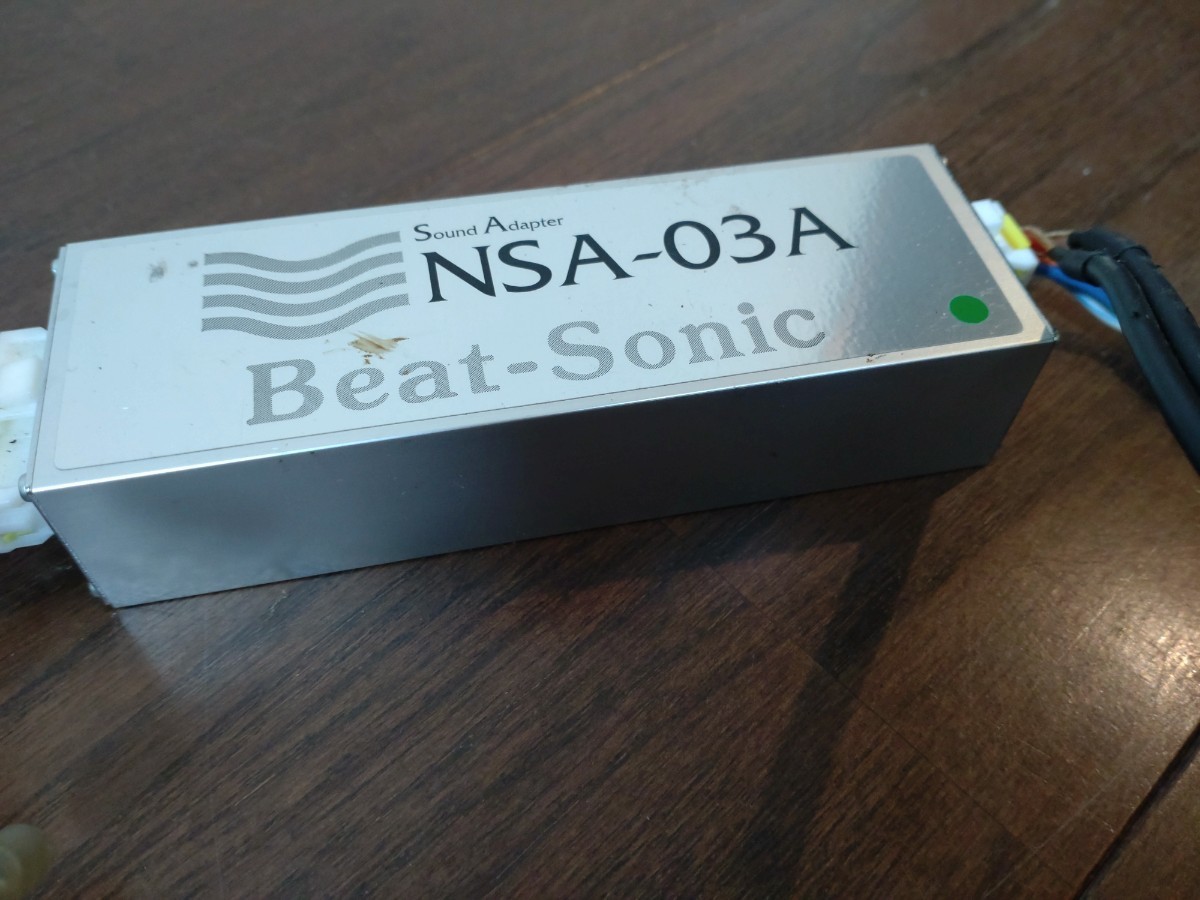 Sound Adapter
NSA-03A
Beat-Sonic